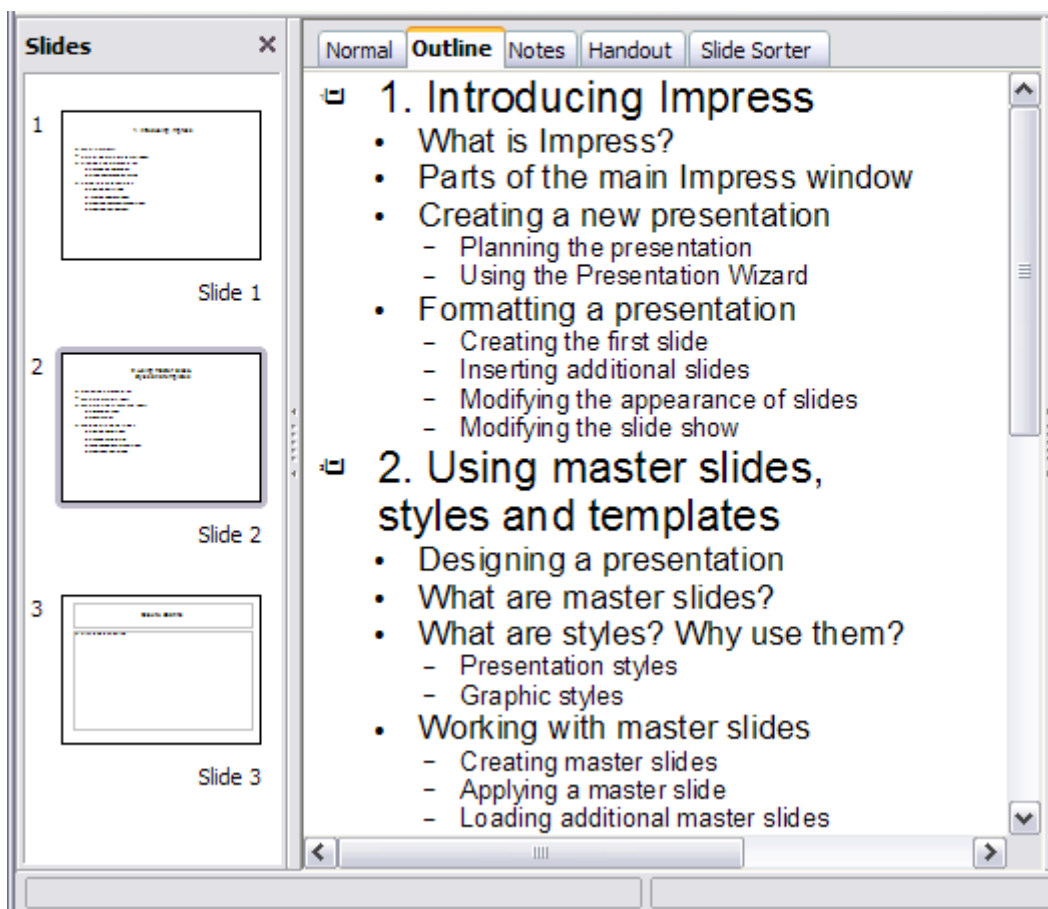 Slides
1
Slide 1
2
Slide 2
3
Slide 3
Normal Outline Notes Handout Slide Sorter
1. Introducing Impress
• What is Impress?
• Parts of the main Impress window
• Creating a new presentation
– Planning the presentation
– Using the Presentation Wizard
• Formatting a presentation
– Creating the first slide
– Inserting additional slides
– Modifying the appearance of slides
– Modifying the slide show
2. Using master slides,
styles and templates
• Designing a presentation
• What are master slides?
• What are styles? Why use them?
– Presentation styles
– Graphic styles
• Working with master slides
– Creating master slides
– Applying a master slide
– Loading additional master slides